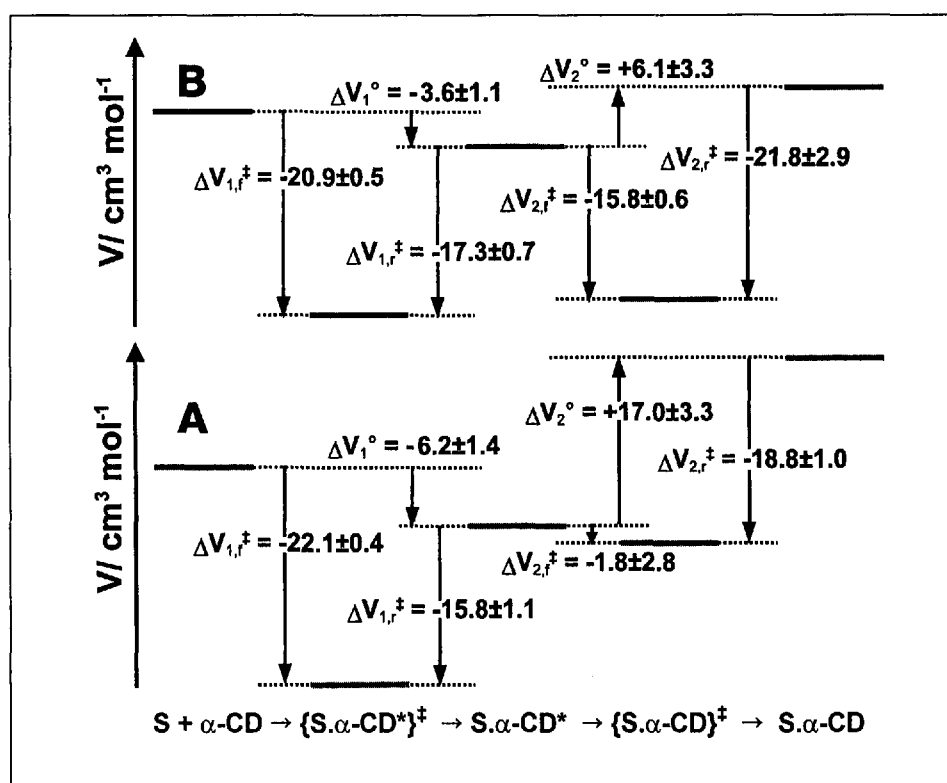 B
V/ cm³ mol⁻¹
ΔV₁° = -3.6±1.1
ΔV₂° = +6.1±3.3
ΔV₁,f‡ = -20.9±0.5
ΔV₂,r‡ = -21.8±2.9
ΔV₂,f‡ = -15.8±0.6
ΔV₁,r‡ = -17.3±0.7
A
V/ cm³ mol⁻¹
ΔV₁° = -6.2±1.4
ΔV₂° = +17.0±3.3
ΔV₂,r‡ = -18.8±1.0
ΔV₁,f‡ = -22.1±0.4
ΔV₂,f‡ = -1.8±2.8
ΔV₁,r‡ = -15.8±1.1
S + α-CD → {S.α-CD*}‡ → S.α-CD* → {S.α-CD}‡ → S.α-CD